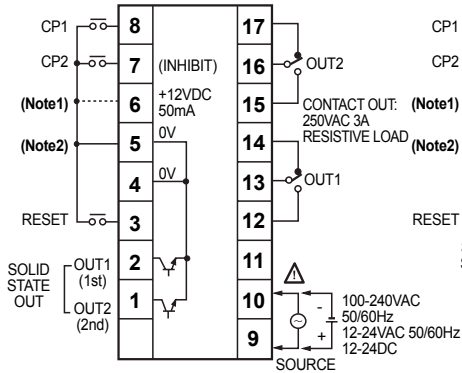 CP1
8
17
CP1
CP2
7
(INHIBIT)
16
OUT2
CP2
(Note1)
6
+12VDC
50mA
15
CONTACT OUT:
250VAC 3A
RESISTIVE LOAD
(Note1)
(Note2)
5
0V
14
(Note2)
4
0V
13
OUT1
RESET
3
12
RESET
SOLID
STATE
OUT
OUT1
(1st)
2
11
OUT2
(2nd)
1
10
9
100-240VAC
50/60Hz
12-24VAC 50/60Hz
12-24DC
-
+
SOURCE